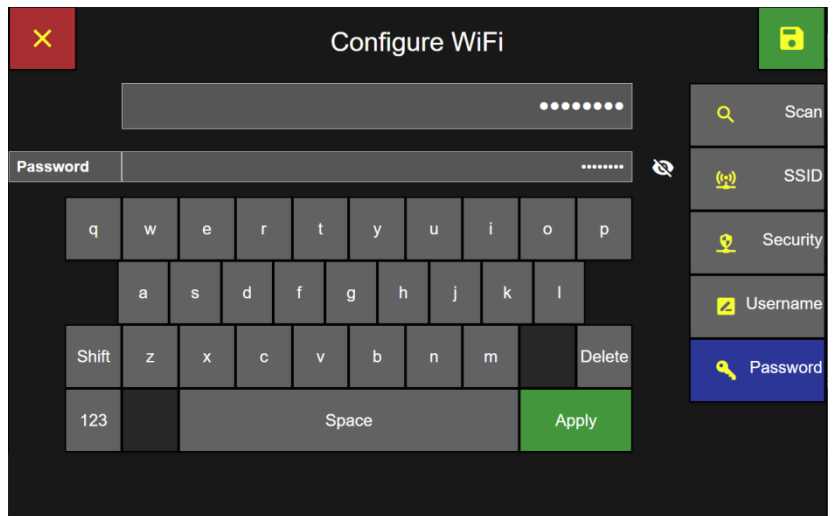 Configure WiFi
••••••••
Scan
Password ••••••••
SSID
q w e r t y u i o p
Security
a s d f g h j k l
Username
Shift z x c v b n m Delete
Password
123 Space Apply